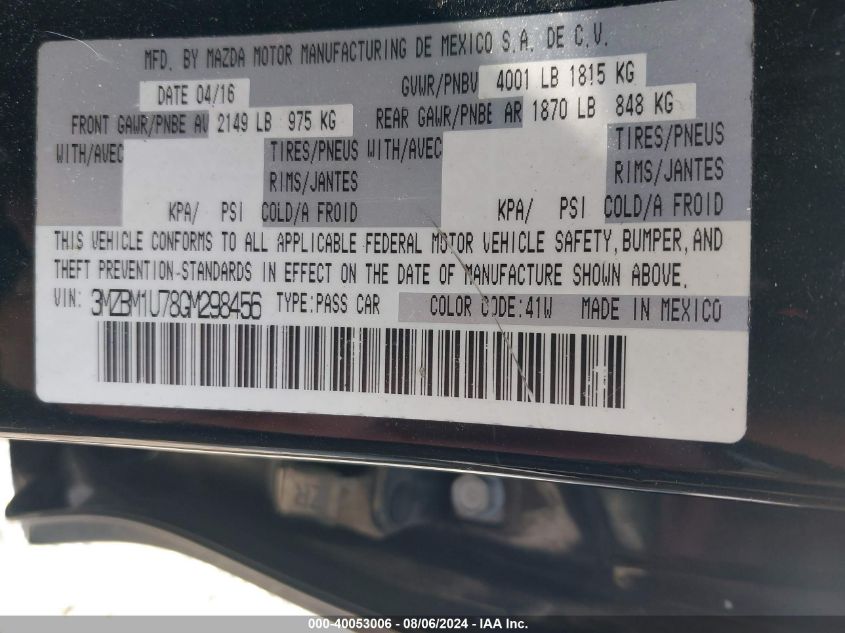 MFD. BY MAZDA MOTOR MANUFACTURING DE MEXICO S.A. DE C.V.
DATE 04/16 GVWR/PNBV 4001 LB 1815 KG
FRONT GAWR/PNBE AV 2149 LB 975 KG REAR GAWR/PNBE AR 1870 LB 848 KG
WITH/AVEC TIRES/PNEUS WITH/AVEC TIRES/PNEUS
RIMS/JANTES RIMS/JANTES
KPA/ PSI COLD/A FROID KPA/ PSI COLD/A FROID
THIS VEHICLE CONFORMS TO ALL APPLICABLE FEDERAL MOTOR VEHICLE SAFETY, BUMPER, AND
THEFT PREVENTION-STANDARDS IN EFFECT ON THE DATE OF MANUFACTURE SHOWN ABOVE.
VIN: 3MZBM1U78GM298456 TYPE:PASS CAR COLOR CODE:41W MADE IN MEXICO
000-40053006 - 08/06/2024 - IAA Inc.